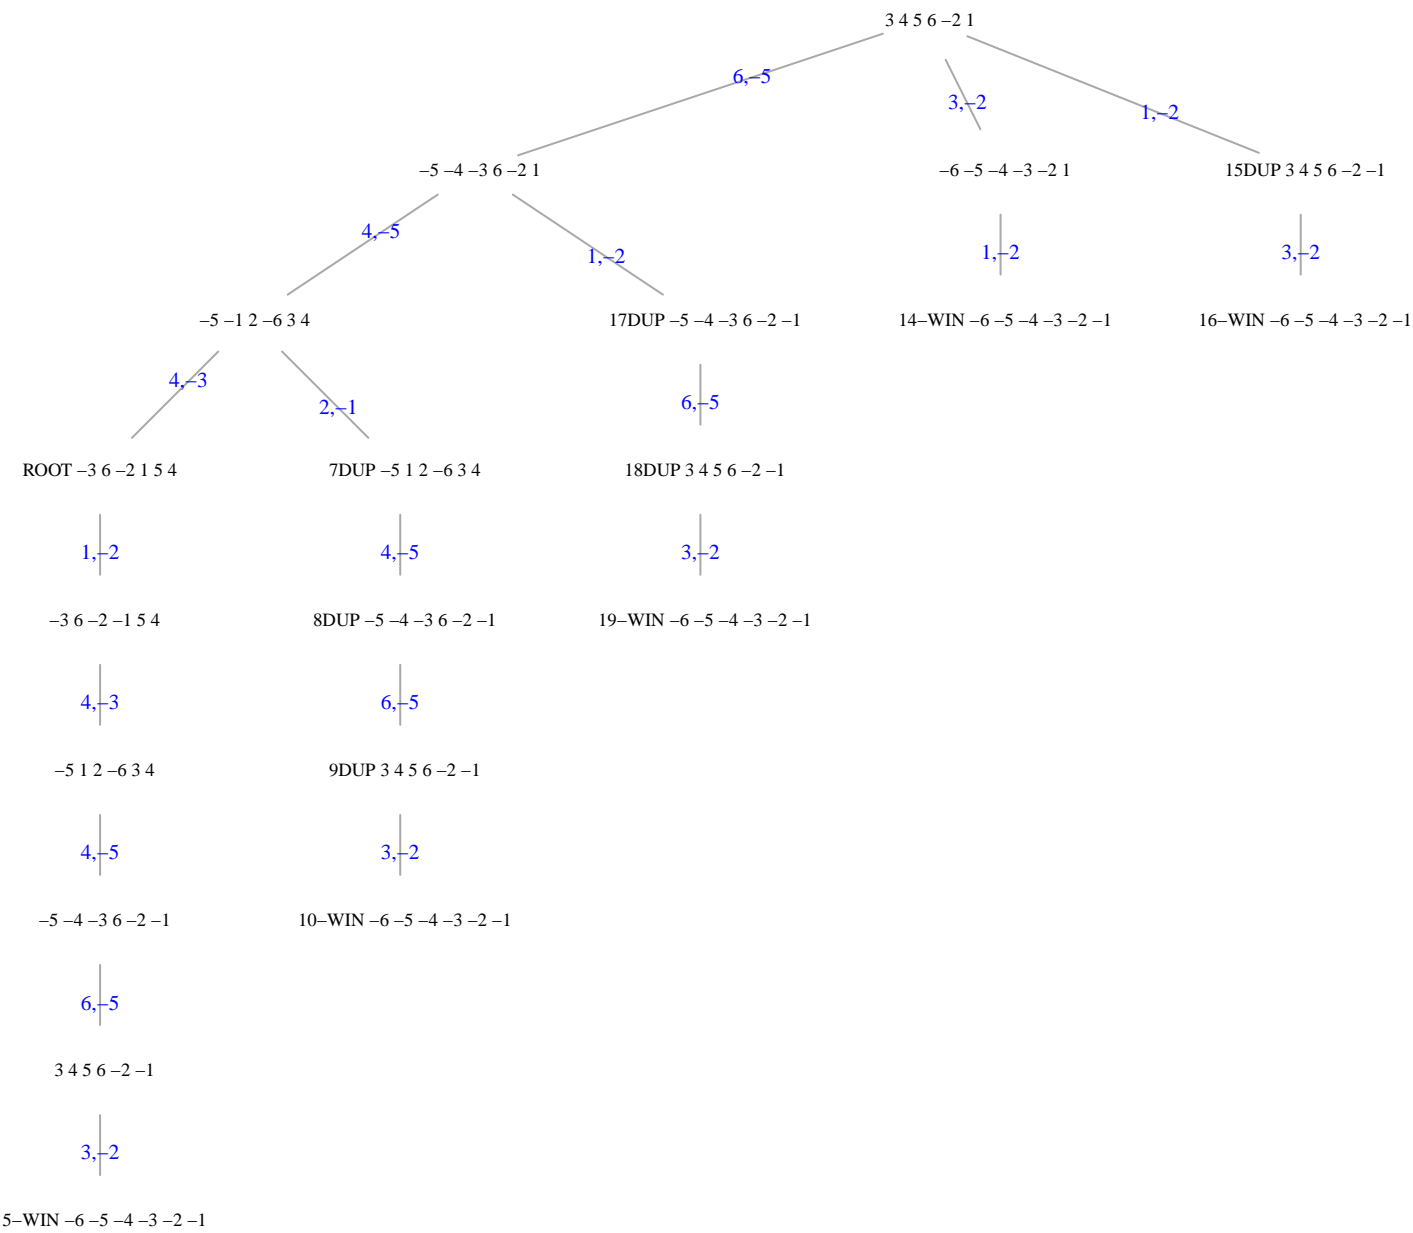 3 4 5 6 –2 1
6,–5
3,–2
1,–2
–5 –4 –3 6 –2 1
–6 –5 –4 –3 –2 1
15DUP 3 4 5 6 –2 –1
4,–5
1,–2
1,–2
3,–2
–5 –1 2 –6 3 4
17DUP –5 –4 –3 6 –2 –1
14–WIN –6 –5 –4 –3 –2 –1
16–WIN –6 –5 –4 –3 –2 –1
4,–3
2,–1
6,–5
ROOT –3 6 –2 1 5 4
7DUP –5 1 2 –6 3 4
18DUP 3 4 5 6 –2 –1
1,–2
4,–5
3,–2
–3 6 –2 –1 5 4
8DUP –5 –4 –3 6 –2 –1
19–WIN –6 –5 –4 –3 –2 –1
4,–3
6,–5
–5 1 2 –6 3 4
9DUP 3 4 5 6 –2 –1
4,–5
3,–2
–5 –4 –3 6 –2 –1
10–WIN –6 –5 –4 –3 –2 –1
6,–5
3 4 5 6 –2 –1
3,–2
5–WIN –6 –5 –4 –3 –2 –1